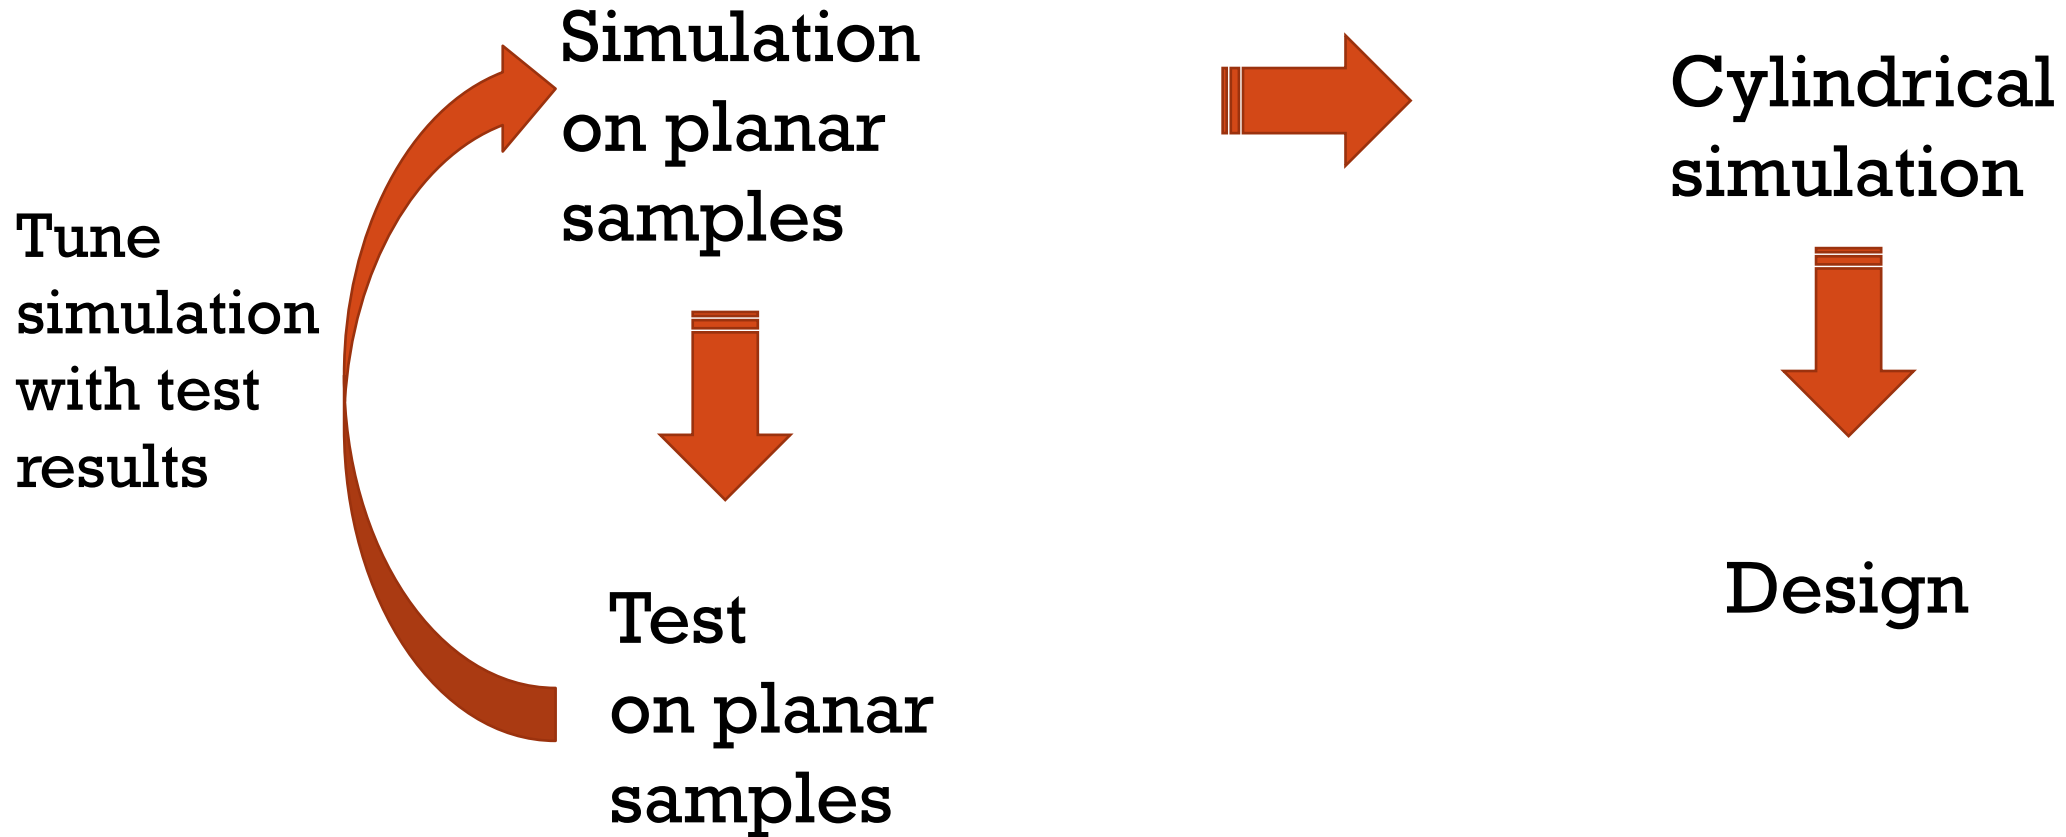 Simulation
on planar
samples
Cylindrical
simulation
Tune
simulation
with test
results
Design
Test
on planar
samples